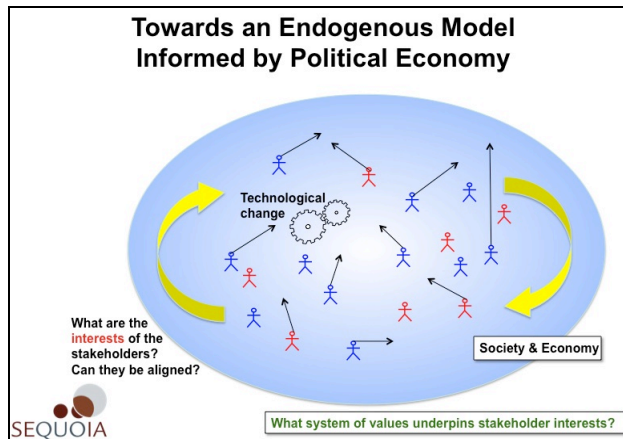 Towards an Endogenous Model
Informed by Political Economy
Technological
change
What are the
interests of the
stakeholders?
Can they be aligned?
Society & Economy
SEQUOIA
What system of values underpins stakeholder interests?